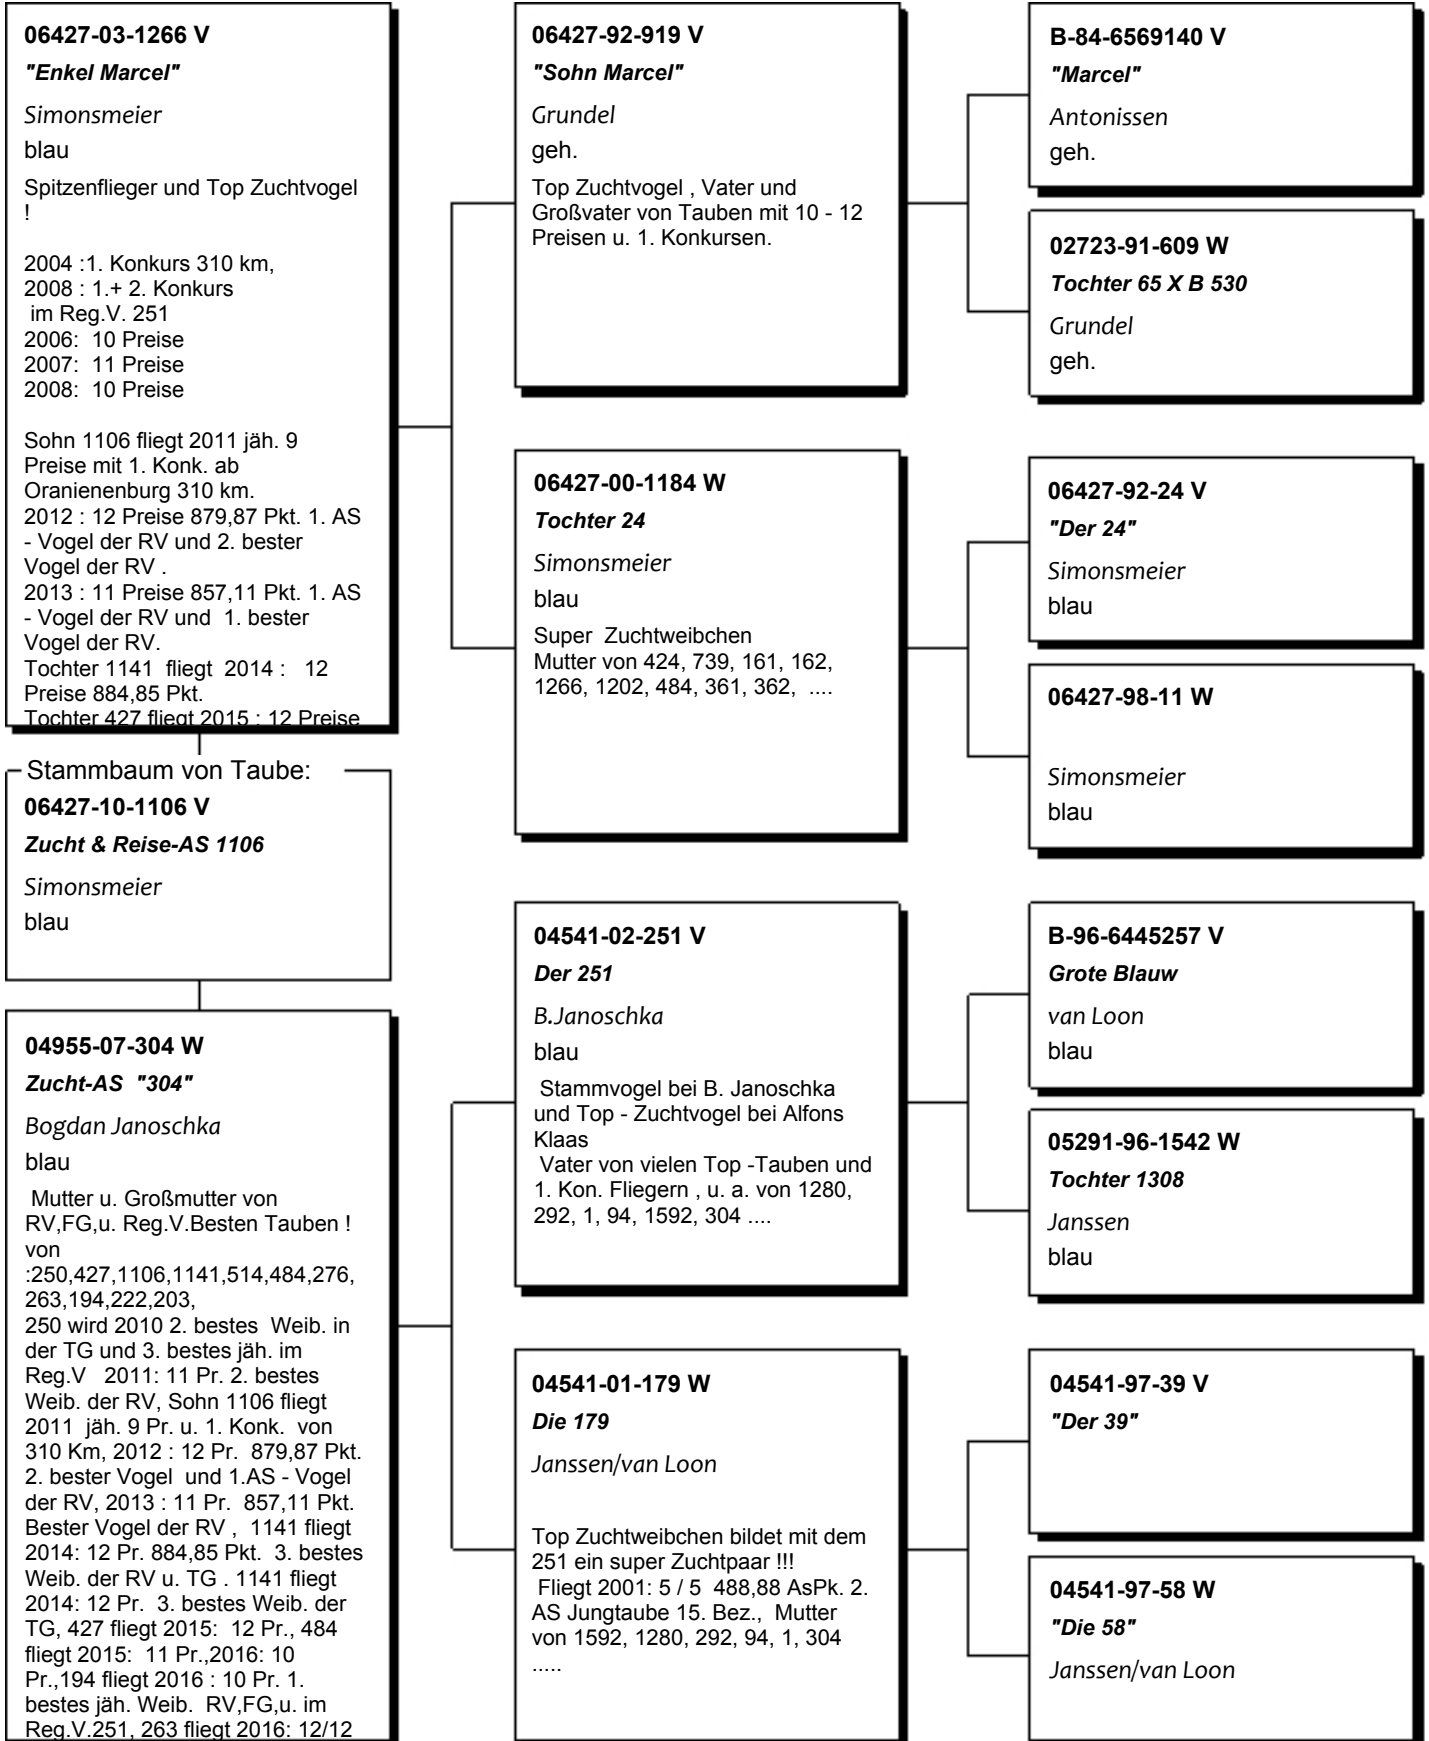 06427-03-1266 V
"Enkel Marcel"
Simonsmeier
blau
Spitzenflieger und Top Zuchtvogel
!
2004 :1. Konkurs 310 km,
2008 : 1.+ 2. Konkurs
im Reg.V. 251
2006: 10 Preise
2007: 11 Preise
2008: 10 Preise
Sohn 1106 fliegt 2011 jäh. 9
Preise mit 1. Konk. ab
Oranienenburg 310 km.
2012 : 12 Preise 879,87 Pkt. 1. AS
- Vogel der RV und 2. bester
Vogel der RV .
2013 : 11 Preise 857,11 Pkt. 1. AS
- Vogel der RV und 1. bester
Vogel der RV.
Tochter 1141 fliegt 2014 : 12
Preise 884,85 Pkt.
Tochter 427 fliegt 2015 : 12 Preise
Stammbaum von Taube:
06427-10-1106 V
Zucht & Reise-AS 1106
Simonsmeier
blau
04955-07-304 W
Zucht-AS "304"
Bogdan Janoschka
blau
Mutter u. Großmutter von
RV,FG,u. Reg.V.Besten Tauben !
von
:250,427,1106,1141,514,484,276,
263,194,222,203,
250 wird 2010 2. bestes Weib. in
der TG und 3. bestes jäh. im
Reg.V 2011: 11 Pr. 2. bestes
Weib. der RV, Sohn 1106 fliegt
2011 jäh. 9 Pr. u. 1. Konk. von
310 Km, 2012 : 12 Pr. 879,87 Pkt.
2. bester Vogel und 1.AS - Vogel
der RV, 2013 : 11 Pr. 857,11 Pkt.
Bester Vogel der RV , 1141 fliegt
2014: 12 Pr. 884,85 Pkt. 3. bestes
Weib. der RV u. TG . 1141 fliegt
2014: 12 Pr. 3. bestes Weib. der
TG, 427 fliegt 2015: 12 Pr., 484
fliegt 2015: 11 Pr.,2016: 10
Pr.,194 fliegt 2016 : 10 Pr. 1.
bestes jäh. Weib. RV,FG,u. im
Reg.V.251, 263 fliegt 2016: 12/12
06427-92-919 V
"Sohn Marcel"
Grundel
geh.
Top Zuchtvogel , Vater und
Großvater von Tauben mit 10 - 12
Preisen u. 1. Konkursen.
06427-00-1184 W
Tochter 24
Simonsmeier
blau
Super Zuchtweibchen
Mutter von 424, 739, 161, 162,
1266, 1202, 484, 361, 362, ....
04541-02-251 V
Der 251
B.Janoschka
blau
Stammvogel bei B. Janoschka
und Top - Zuchtvogel bei Alfons
Klaas
Vater von vielen Top -Tauben und
1. Kon. Fliegern , u. a. von 1280,
292, 1, 94, 1592, 304 ....
04541-01-179 W
Die 179
Janssen/van Loon
Top Zuchtweibchen bildet mit dem
251 ein super Zuchtpaar !!!
Fliegt 2001: 5 / 5 488,88 AsPk. 2.
AS Jungtaube 15. Bez., Mutter
von 1592, 1280, 292, 94, 1, 304
.....
B-84-6569140 V
"Marcel"
Antonissen
geh.
02723-91-609 W
Tochter 65 X B 530
Grundel
geh.
06427-92-24 V
"Der 24"
Simonsmeier
blau
06427-98-11 W
Simonsmeier
blau
B-96-6445257 V
Grote Blauw
van Loon
blau
05291-96-1542 W
Tochter 1308
Janssen
blau
04541-97-39 V
"Der 39"
04541-97-58 W
"Die 58"
Janssen/van Loon